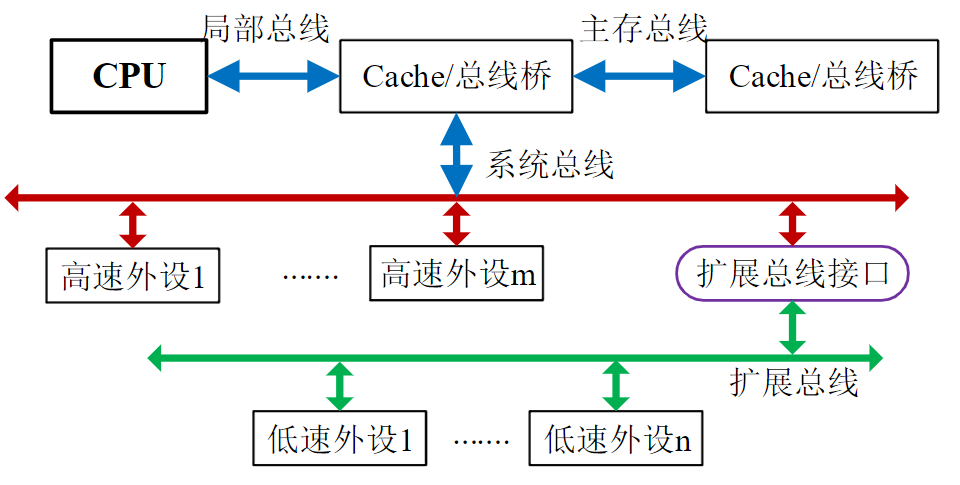 局部总线
主存总线
CPU
Cache/总线桥
Cache/总线桥
系统总线
高速外设1
.......
高速外设m
扩展总线接口
扩展总线
低速外设1
.......
低速外设n